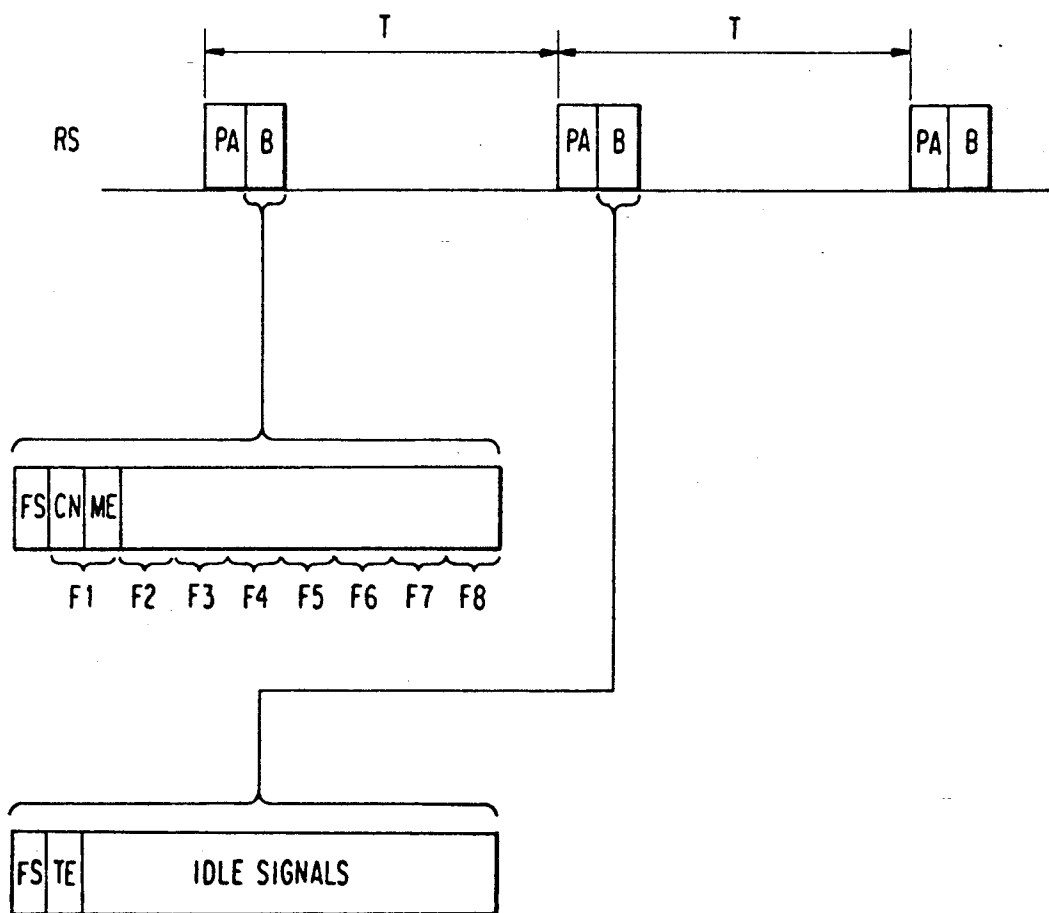 T T
RS PA B PA B PA B
FS CN ME
F1 F2 F3 F4 F5 F6 F7 F8
FS TE IDLE SIGNALS